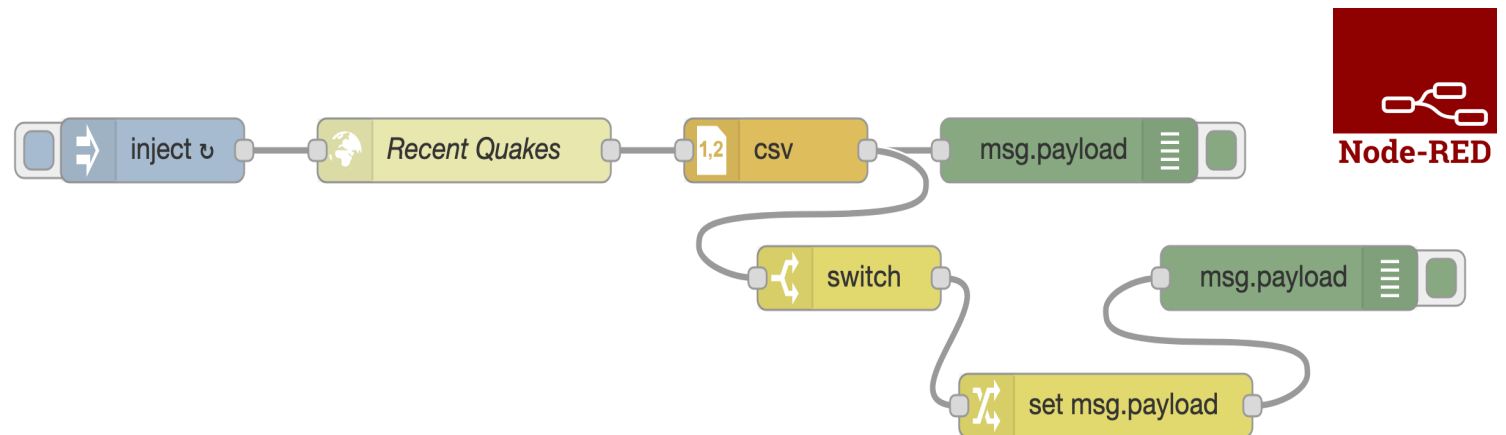 inject ↻
Recent Quakes
1,2
csv
msg.payload
Node-RED
switch
msg.payload
set msg.payload